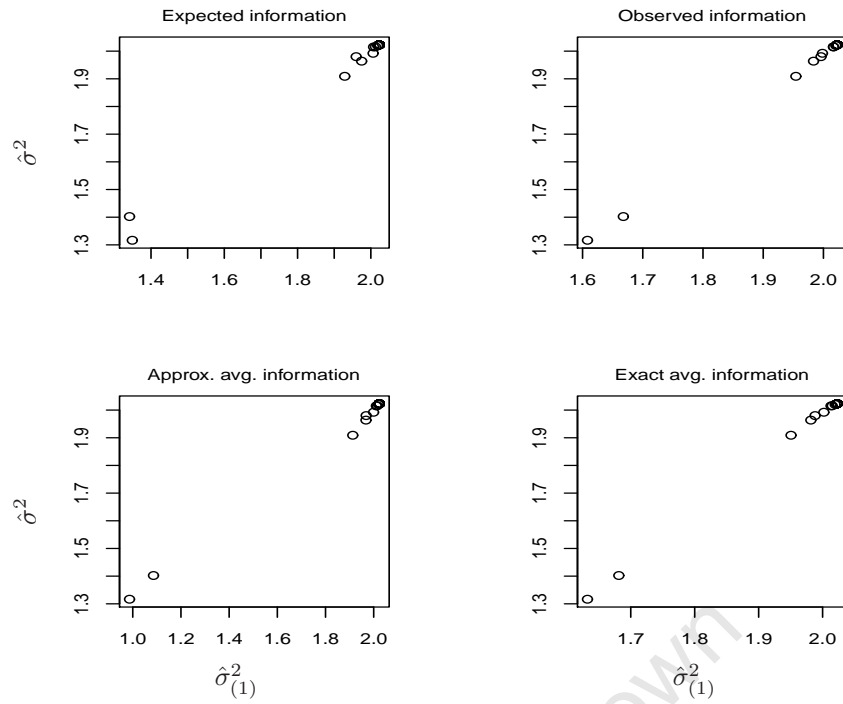 Expected information
Observed information
σ̂²
1.3 1.5 1.7 1.9
1.4 1.6 1.8 2.0
1.3 1.5 1.7 1.9
1.6 1.7 1.8 1.9 2.0
Approx. avg. information
Exact avg. information
σ̂²
1.3 1.5 1.7 1.9
1.0 1.2 1.4 1.6 1.8 2.0
1.3 1.5 1.7 1.9
1.7 1.8 1.9 2.0
σ̂²₍₁₎
σ̂²₍₁₎
own